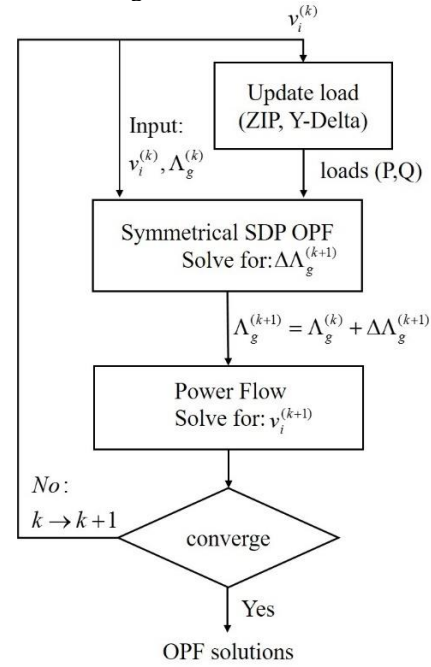 v_i^{(k)}
Update load
(ZIP, Y-Delta)
Input:
v_i^{(k)}, Λ_g^{(k)}
loads (P,Q)
Symmetrical SDP OPF
Solve for: ΔΛ_g^{(k+1)}
Λ_g^{(k+1)} = Λ_g^{(k)} + ΔΛ_g^{(k+1)}
Power Flow
Solve for: v_i^{(k+1)}
No:
k → k+1
converge
Yes
OPF solutions